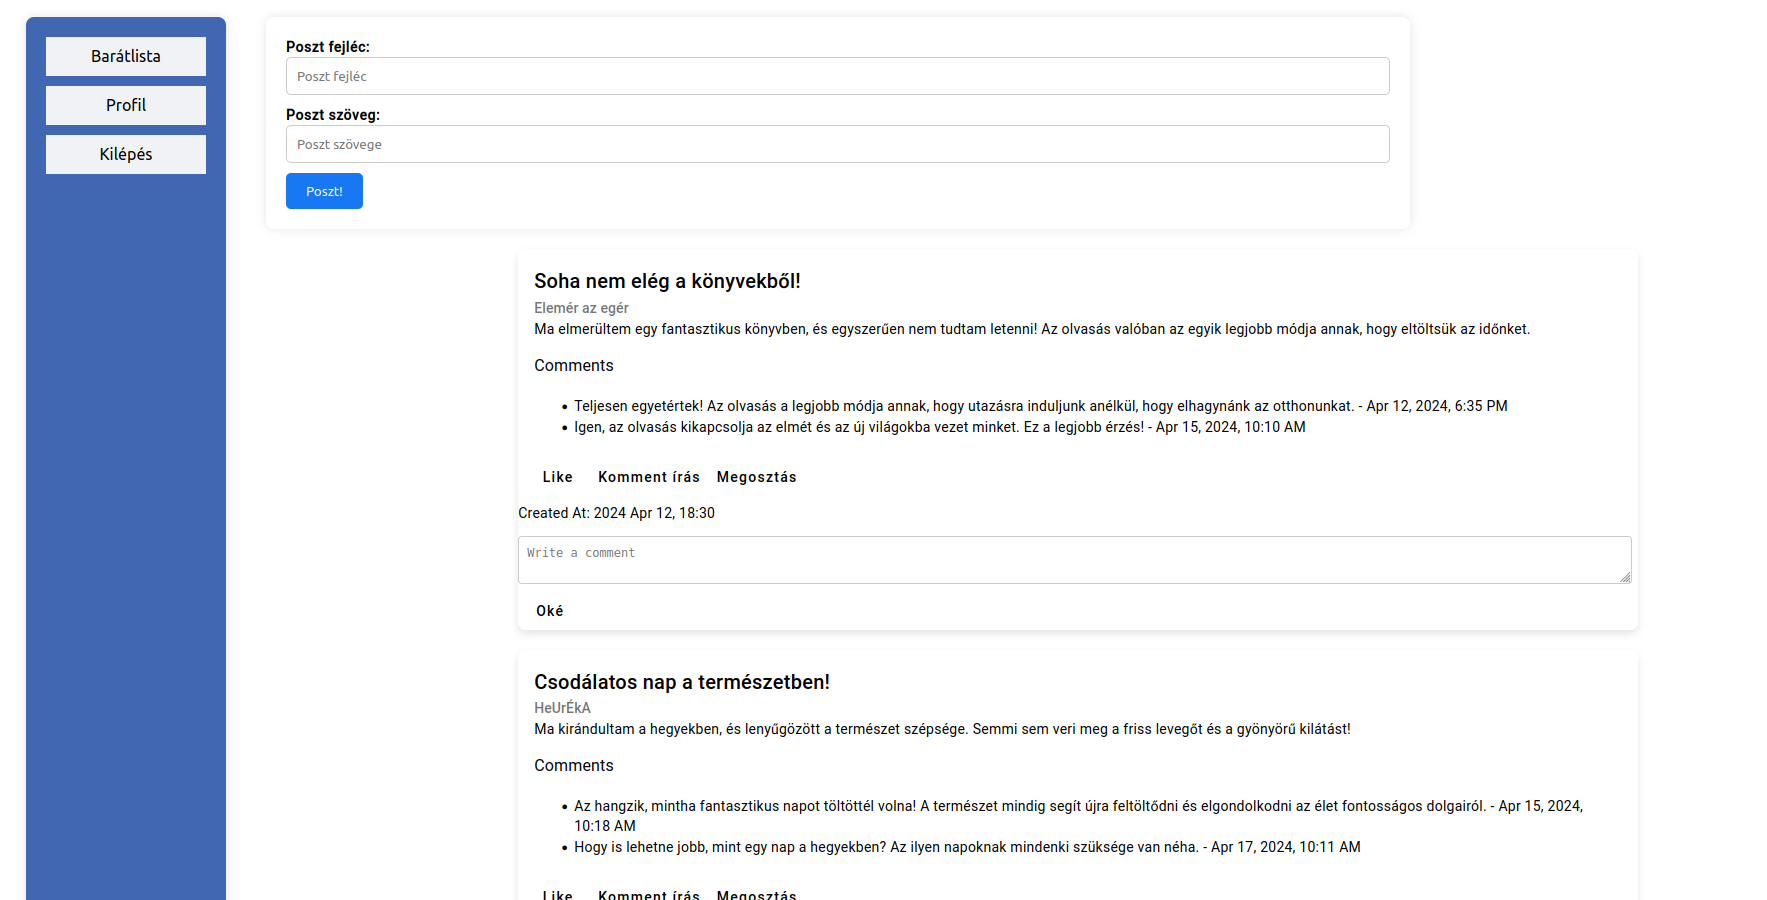 Barátlista
Profil
Kilépés
Poszt fejléc:
Poszt fejléc
Poszt szöveg:
Poszt szövege
Poszt!
Soha nem elég a könyvekből!
Elemér az egér
Ma elmerültem egy fantasztikus könyvben, és egyszerűen nem tudtam letenni! Az olvasás valóban az egyik legjobb módja annak, hogy eltöltsük az időnket.
Comments
Teljesen egyetértek! Az olvasás a legjobb módja annak, hogy utazásra induljunk anélkül, hogy elhagynánk az otthonunkat. - Apr 12, 2024, 6:35 PM
Igen, az olvasás kikapcsolja az elmét és az új világokba vezet minket. Ez a legjobb érzés! - Apr 15, 2024, 10:10 AM
Like Komment írás Megosztás
Created At: 2024 Apr 12, 18:30
Write a comment
Oké
Csodálatos nap a természetben!
HeUrÉkA
Ma kirándultam a hegyekben, és lenyűgözött a természet szépsége. Semmi sem veri meg a friss levegőt és a gyönyörű kilátást!
Comments
Az hangzik, mintha fantasztikus napot töltöttél volna! A természet mindig segít újra feltöltődni és elgondolkodni az élet fontosságos dolgairól. - Apr 15, 2024,
10:18 AM
Hogy is lehetne jobb, mint egy nap a hegyekben? Az ilyen napoknak mindenki szüksége van néha. - Apr 17, 2024, 10:11 AM
Like Komment írás Megosztás